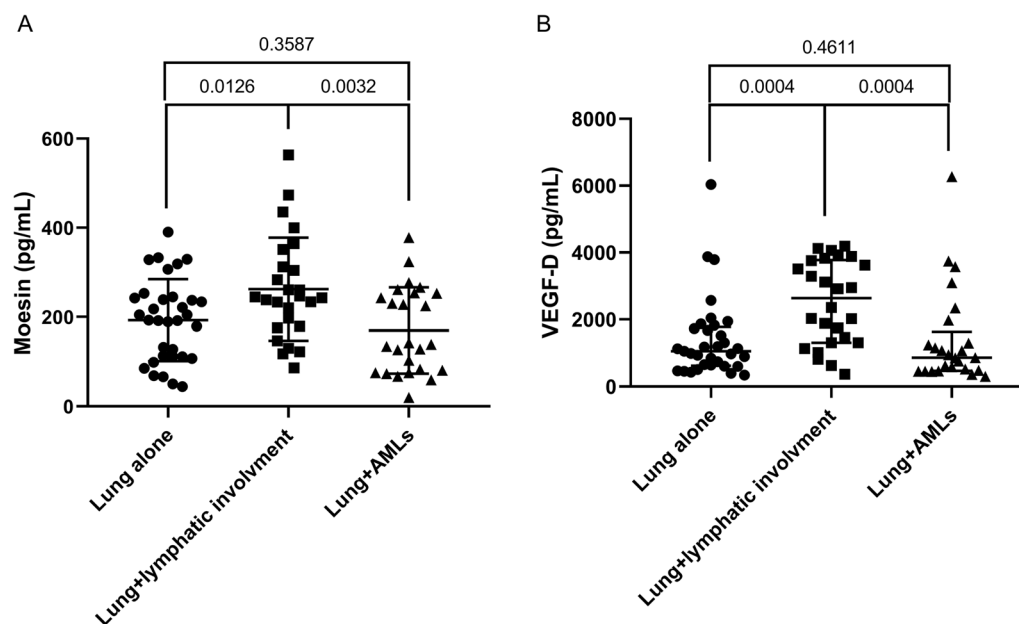 A
0.3587
0.0126
0.0032
Moesin (pg/mL)
600
400
200
0
Lung alone
Lung+lymphatic involvment
Lung+AMLs
B
0.4611
0.0004
0.0004
VEGF-D (pg/mL)
8000
6000
4000
2000
0
Lung alone
Lung+lymphatic involvment
Lung+AMLs